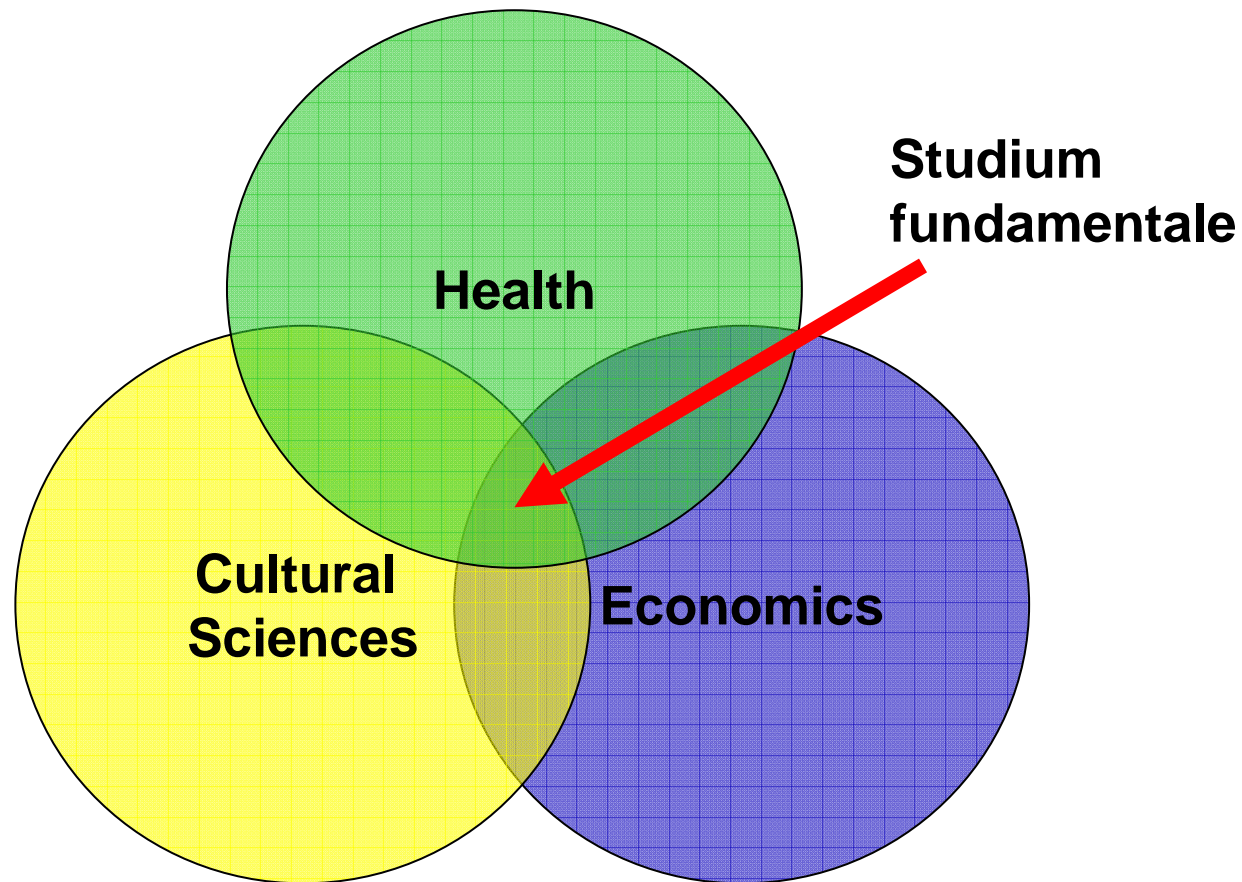 Studium
fundamentale
Health
Cultural
Sciences
Economics